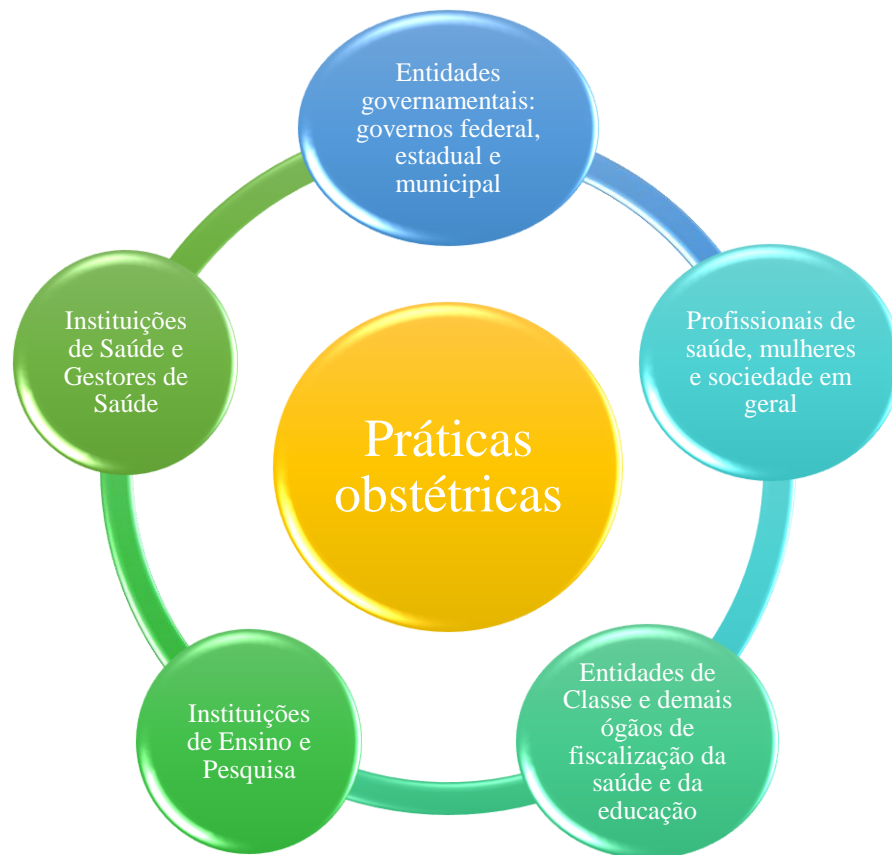 Entidades
governamentais:
governos federal,
estadual e
municipal
Profissionais de
saúde, mulheres
e sociedade em
geral
Entidades de
Classe e demais
ógãos de
fiscalização da
saúde e da
educação
Instituições
de Ensino e
Pesquisa
Instituições
de Saúde e
Gestores de
Saúde
Práticas
obstétricas